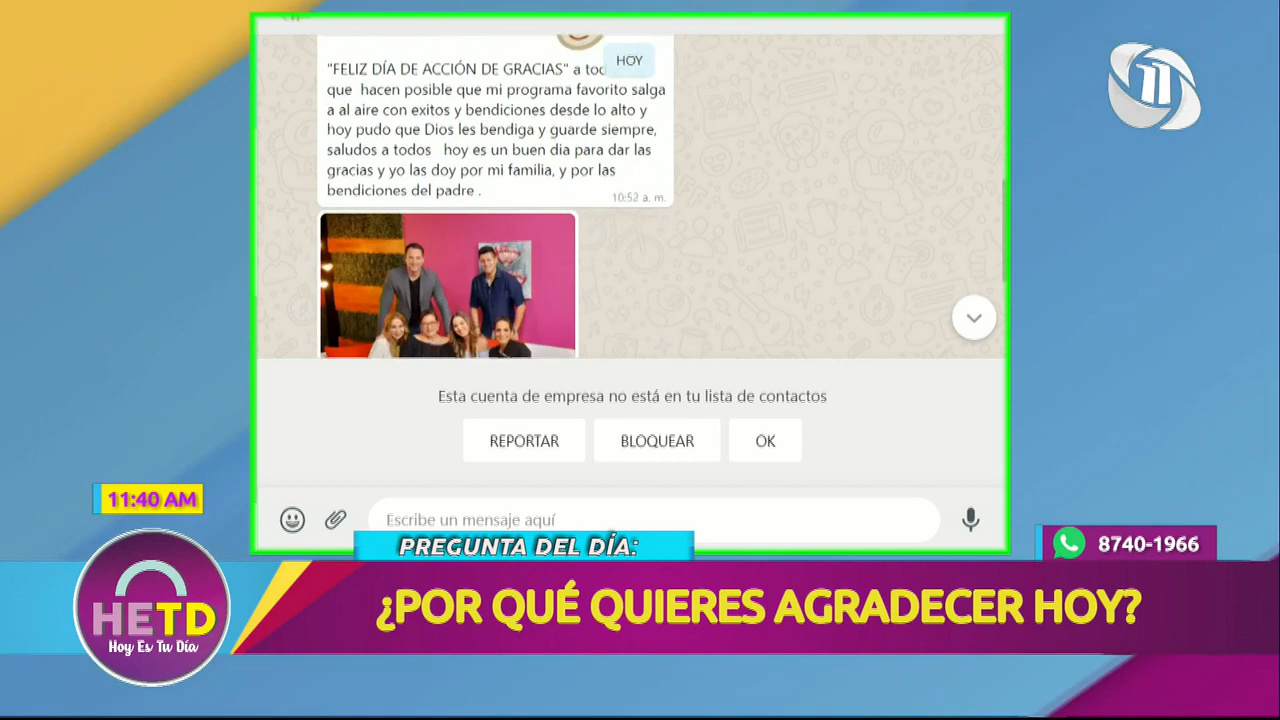 "FELIZ DÍA DE ACCIÓN DE GRACIAS" a
HOY
que hacen posible que mi programa favorito salga
a al aire con exitos y bendiciones desde lo alto y
hoy pudo que Dios les bendiga y guarde siempre,
saludos a todos hoy es un buen dia para dar las
gracias y yo las doy por mi familia, y por las
bendiciones del padre .
10:52 a. m.
11
Esta cuenta de empresa no está en tu lista de contactos
REPORTAR
BLOQUEAR
OK
Escribe un mensaje aquí
11:40 AM
PREGUNTA DEL DÍA:
8740-1966
HETD
Hoy Es Tu Día
¿POR QUÉ QUIERES AGRADECER HOY?